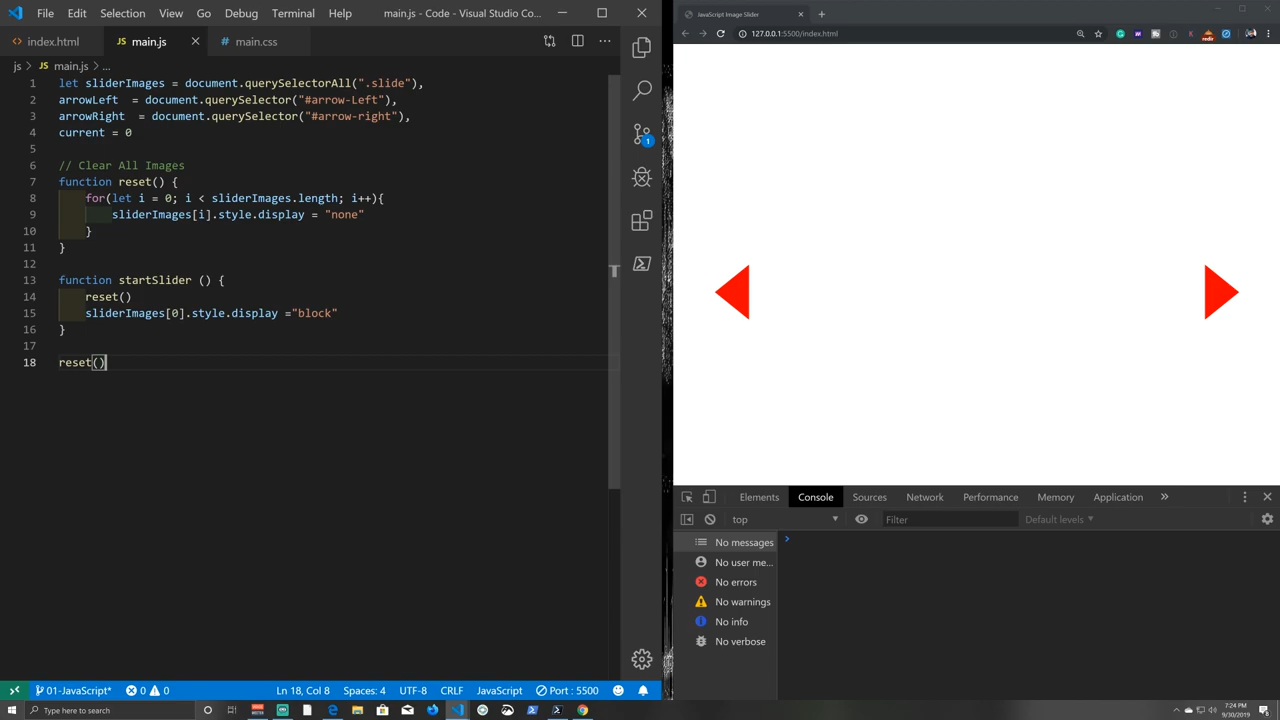 File Edit Selection View Go Debug Terminal Help main.js - Code - Visual Studio Co...
index.html main.js main.css
js > JS main.js > ...
1 let sliderImages = document.querySelectorAll(".slide"),
2 arrowLeft = document.querySelector("#arrow-Left"),
3 arrowRight = document.querySelector("#arrow-right"),
4 current = 0
5
6 // Clear All Images
7 function reset() {
8 for(let i = 0; i < sliderImages.length; i++){
9 sliderImages[i].style.display = "none"
10 }
11 }
12
13 function startSlider () {
14 reset()
15 sliderImages[0].style.display ="block"
16 }
17
18 reset()
01-JavaScript* 0 0 Ln 18, Col 8 Spaces: 4 UTF-8 CRLF JavaScript Port : 5500
JavaScript Image Slider
127.0.0.1:5500/index.html
Elements Console Sources Network Performance Memory Application
top Filter Default levels
No messages
No user me...
No errors
No warnings
No info
No verbose
Type here to search
7:24 PM
9/30/2019